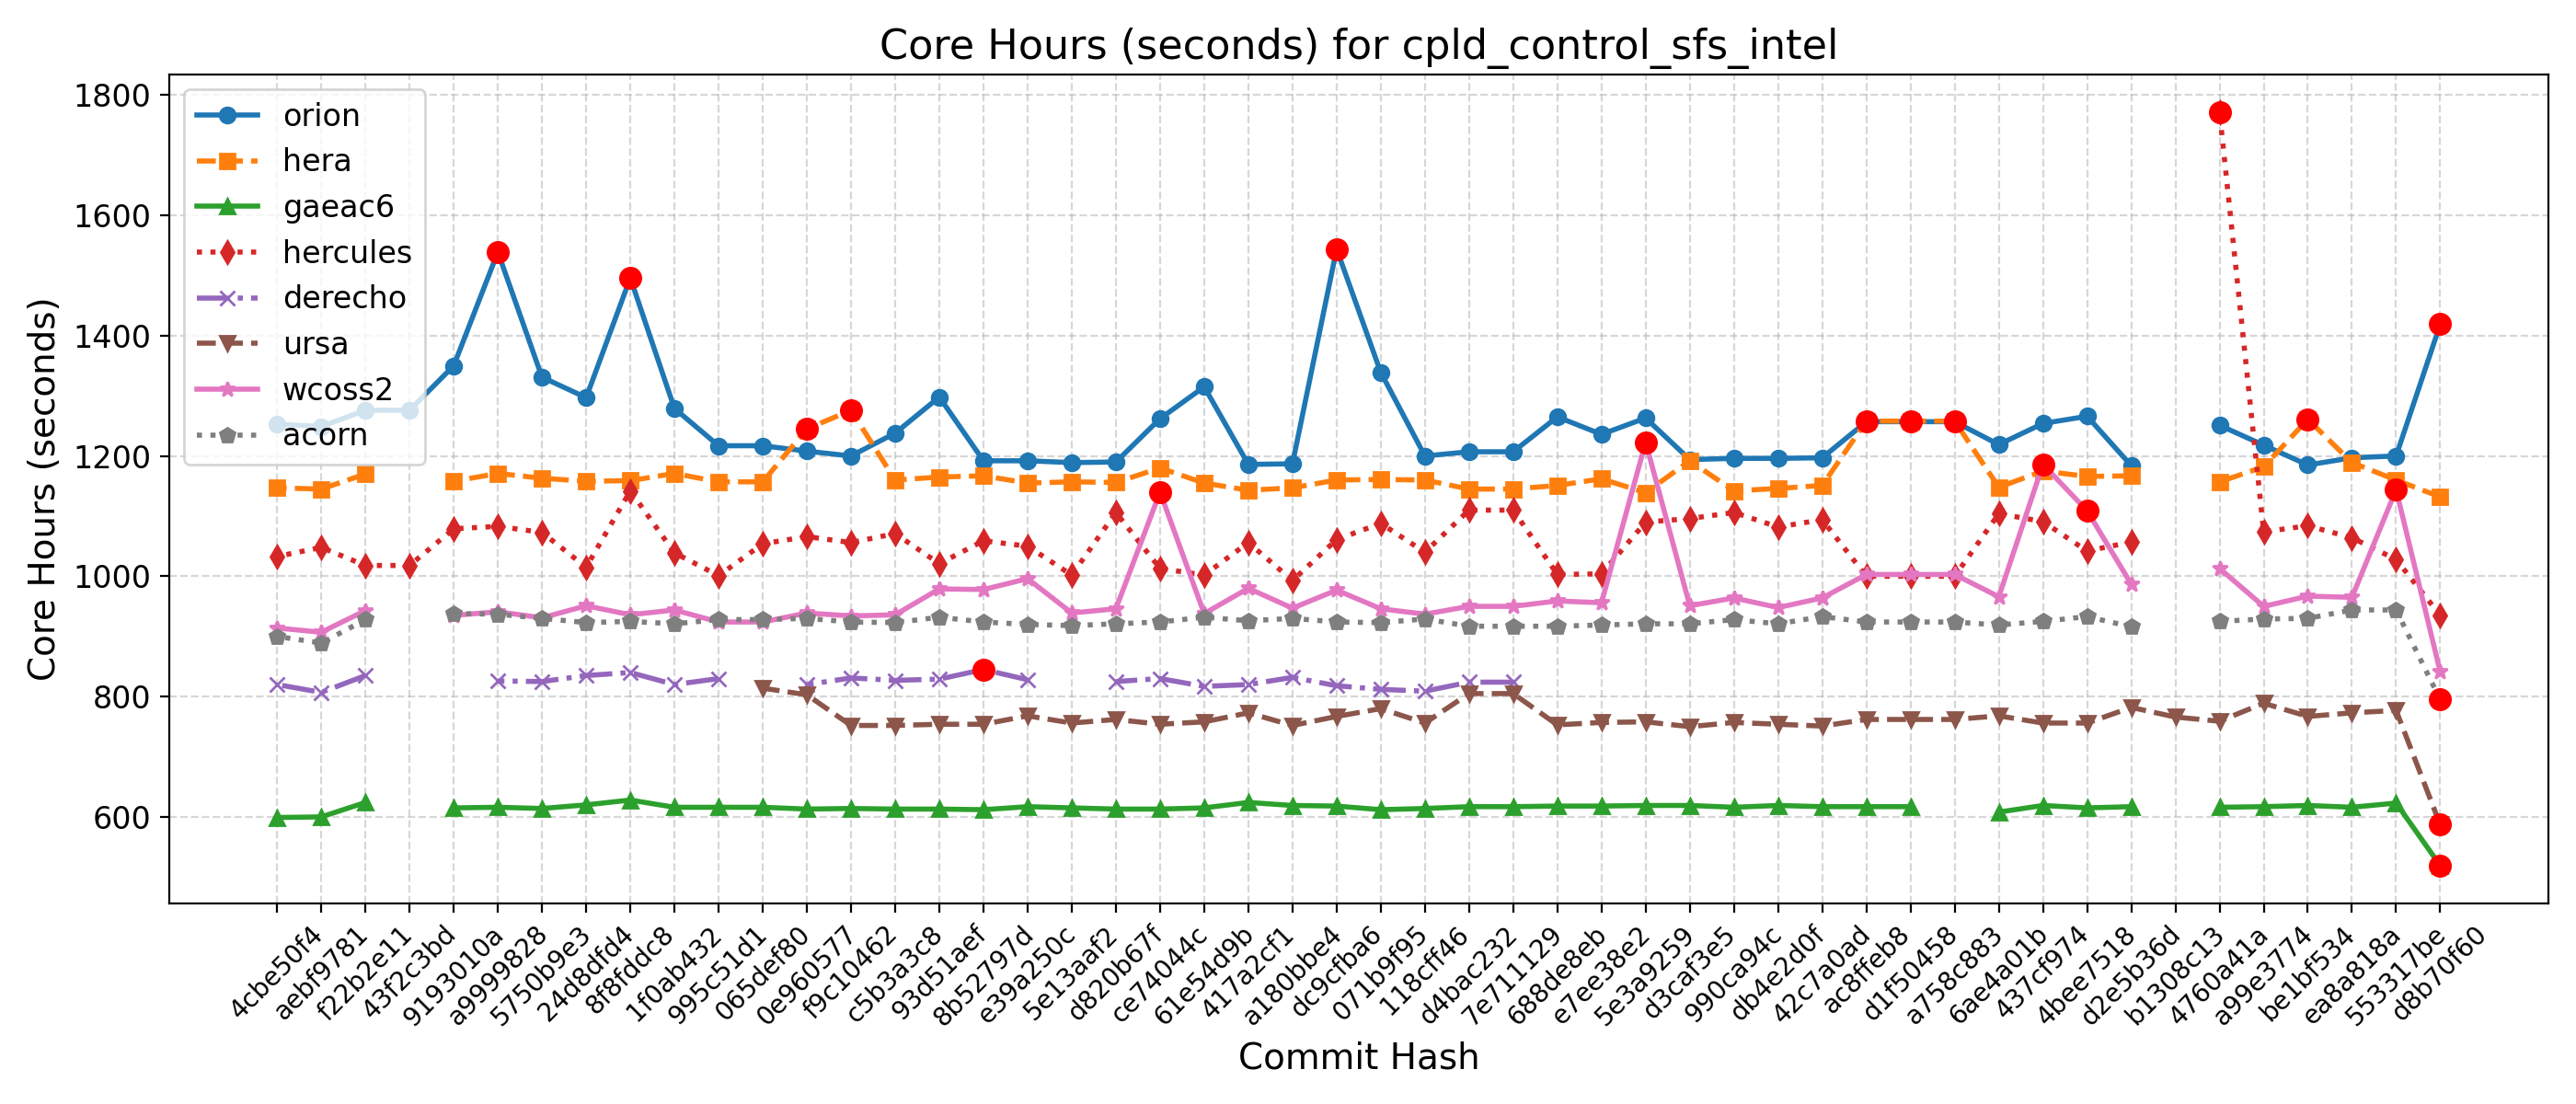 Core Hours (seconds) for cpld_control_sfs_intel
Core Hours (seconds)
1800
1600
1400
1200
1000
800
600
orion
hera
gaeac6
hercules
derecho
ursa
wcoss2
acorn
4cbe50f4
aebf9781
f22b2e11
43f2c3bd
9193010a
a9999828
5750b9e3
24d8dfd4
8f8fddc8
1f0ab432
995c51d1
065def80
0e960577
f9c10462
c5b3a3c8
93d51aef
8b52797d
e39a250c
5e13aaf2
d820b67f
ce74044c
61e54d9b
417a2cf1
a180bbe4
dc9cfba6
071b9f95
118cff46
d4bac232
7e711129
688de8eb
e7ee38e2
5e3a9259
d3caf3e5
990ca94c
db4e2d0f
42c7a0ad
ac8ffeb8
d1f50458
a758c883
6ae4a01b
437cf974
4bee7518
d2e5b36d
b1308c13
4760a41a
a99e3774
be1bf534
ea8a818a
553317be
d8b70f60
Commit Hash